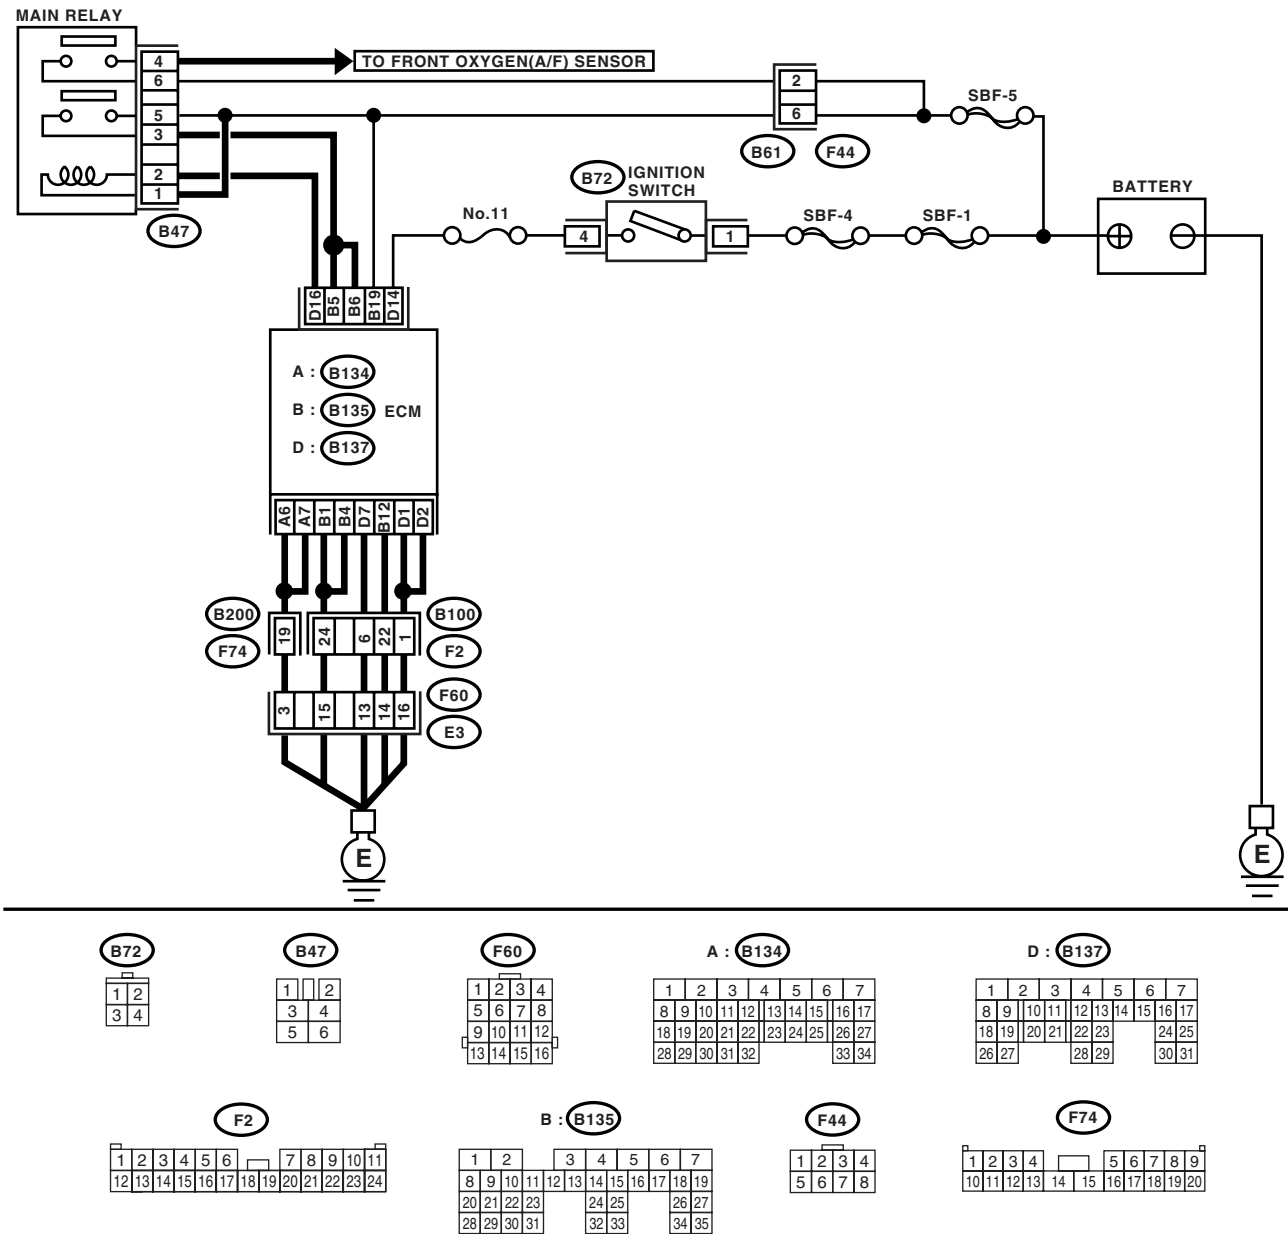 MAIN RELAY
4
TO FRONT OXYGEN(A/F) SENSOR
6
2
SBF-5
5
6
3
B61 F44
B72 IGNITION
SWITCH
2
BATTERY
1
No.11
SBF-4
SBF-1
B47
4
1
D16 B5 B6 B19 D14
A : B134
B : B135 ECM
D : B137
A6 A7 B1 B4 D7 B12 D1 D2
B200
B100
19 24 6 22 1
F74
F2
F60
3 15 13 14 16
E3
E
E
B72
1 2
3 4
B47
1 2
3 4
5 6
F60
1 2 3 4
5 6 7 8
9 10 11 12
13 14 15 16
A : B134
1 2 3 4 5 6 7
8 9 10 11 12 13 14 15 16 17
18 19 20 21 22 23 24 25 26 27
28 29 30 31 32 33 34
D : B137
1 2 3 4 5 6 7
8 9 10 11 12 13 14 15 16 17
18 19 20 21 22 23 24 25
26 27 28 29 30 31
F2
1 2 3 4 5 6 7 8 9 10 11
12 13 14 15 16 17 18 19 20 21 22 23 24
B : B135
1 2 3 4 5 6 7
8 9 10 11 12 13 14 15 16 17 18 19
20 21 22 23 24 25 26 27
28 29 30 31 32 33 34 35
F44
1 2 3 4
5 6 7 8
F74
1 2 3 4 5 6 7 8 9
10 11 12 13 14 15 16 17 18 19 20